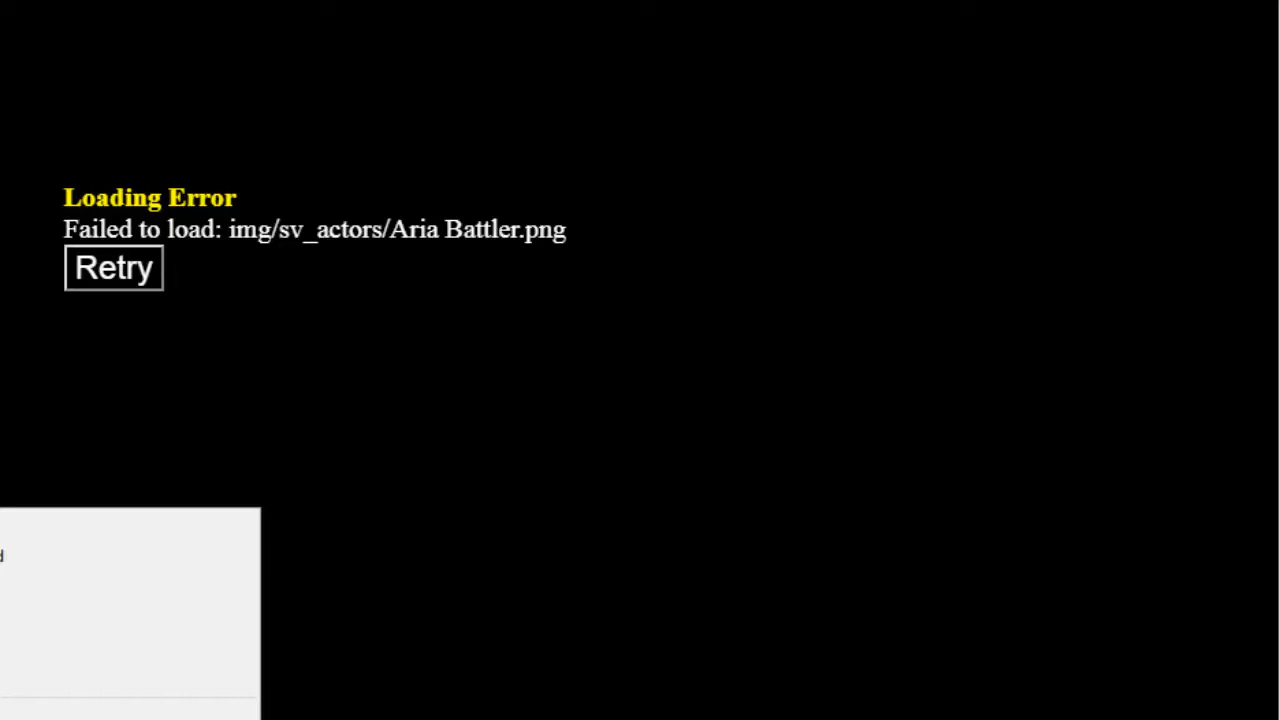 Loading Error
Failed to load: img/sv_actors/Aria Battler.png
Retry
d